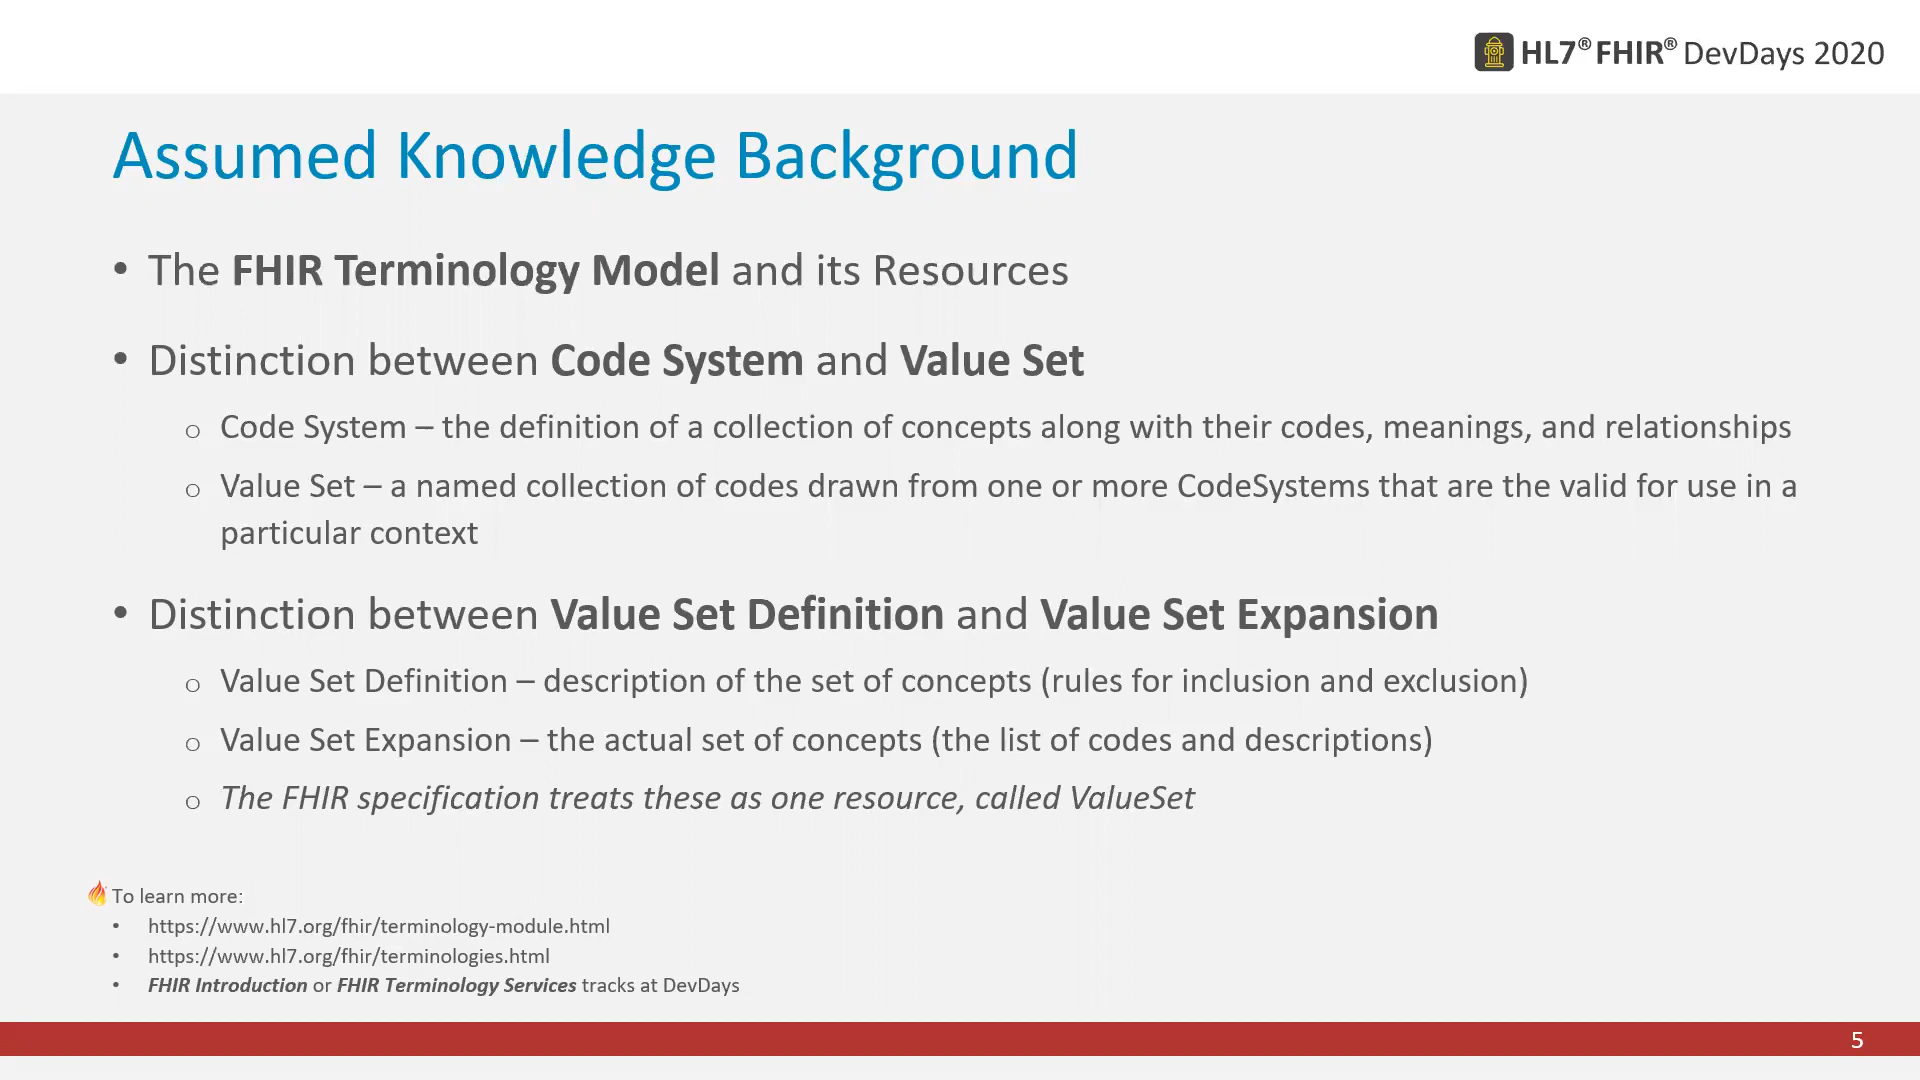 HL7® FHIR® DevDays 2020
Assumed Knowledge Background
• The FHIR Terminology Model and its Resources
• Distinction between Code System and Value Set
o Code System – the definition of a collection of concepts along with their codes, meanings, and relationships
o Value Set – a named collection of codes drawn from one or more CodeSystems that are the valid for use in a
particular context
• Distinction between Value Set Definition and Value Set Expansion
o Value Set Definition – description of the set of concepts (rules for inclusion and exclusion)
o Value Set Expansion – the actual set of concepts (the list of codes and descriptions)
o The FHIR specification treats these as one resource, called ValueSet
To learn more:
• https://www.hl7.org/fhir/terminology-module.html
• https://www.hl7.org/fhir/terminologies.html
• FHIR Introduction or FHIR Terminology Services tracks at DevDays
5